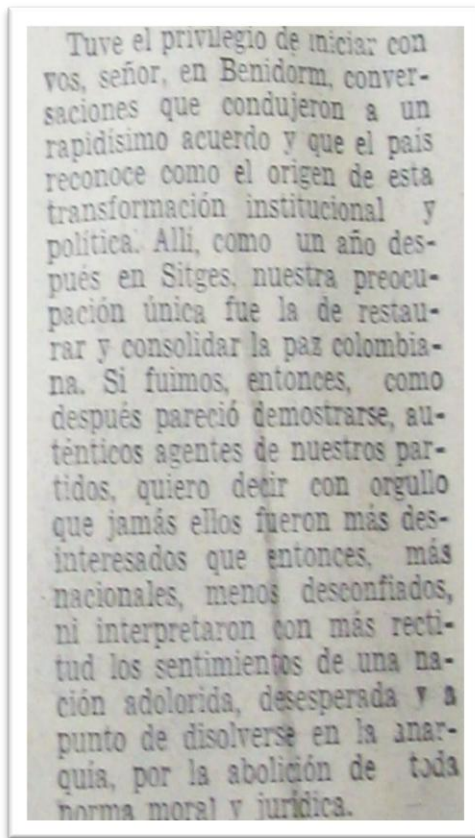 Tuve el privilegio de iniciar con
vos, señor, en Benidorm, conver-
saciones que condujeron a un
rapidísimo acuerdo y que el país
reconoce como el origen de esta
transformación institucional y
política. Allí, como un año des-
pués en Sitges, nuestra preocu-
pación única fue la de restau-
rar y consolidar la paz colombia-
na. Si fuimos, entonces, como
después pareció demostrarse, au-
ténticos agentes de nuestros par-
tidos, quiero decir con orgullo
que jamás ellos fueron más des-
interesados que entonces, más
nacionales, menos desconfiados,
ni interpretaron con más recti-
tud los sentimientos de una na-
ción adolorida, desesperada y a
punto de disolverse en la anar-
quía, por la abolición de toda
norma moral y jurídica.